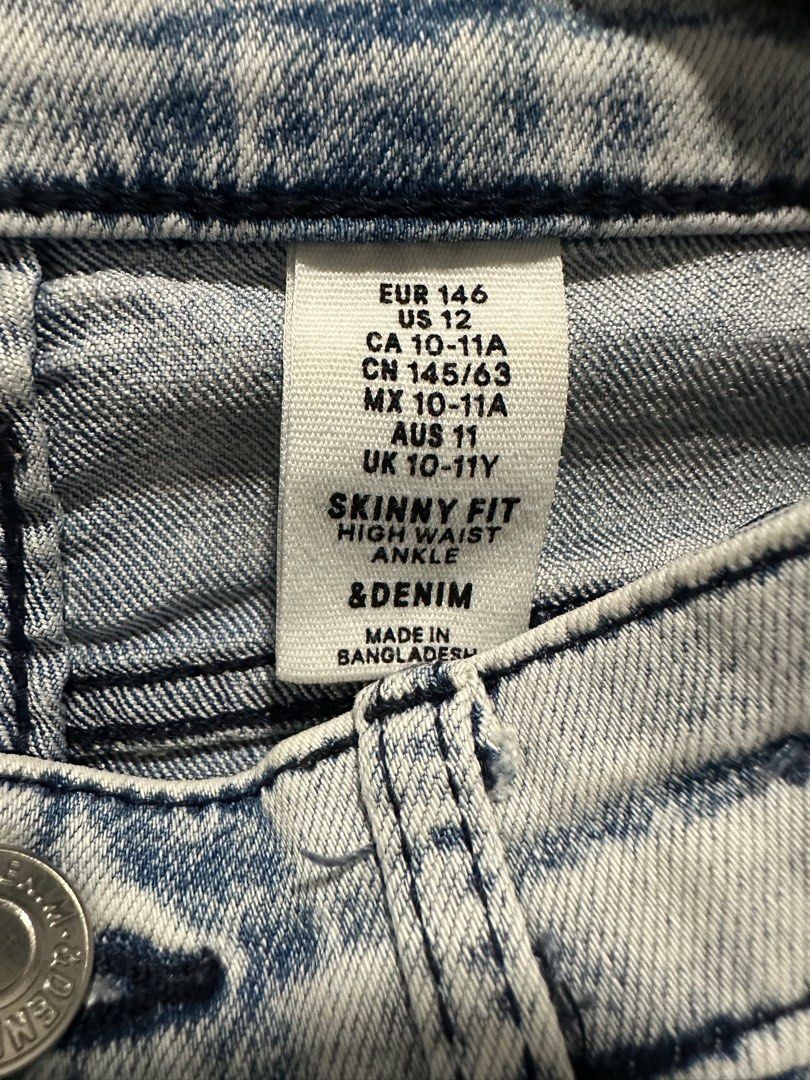 EUR 146
US 12
CA 10-11A
CN 145/63
MX 10-11A
AUS 11
UK 10-11Y
SKINNY FIT
HIGH WAIST
ANKLE
&DENIM
MADE IN
BANGLADESH